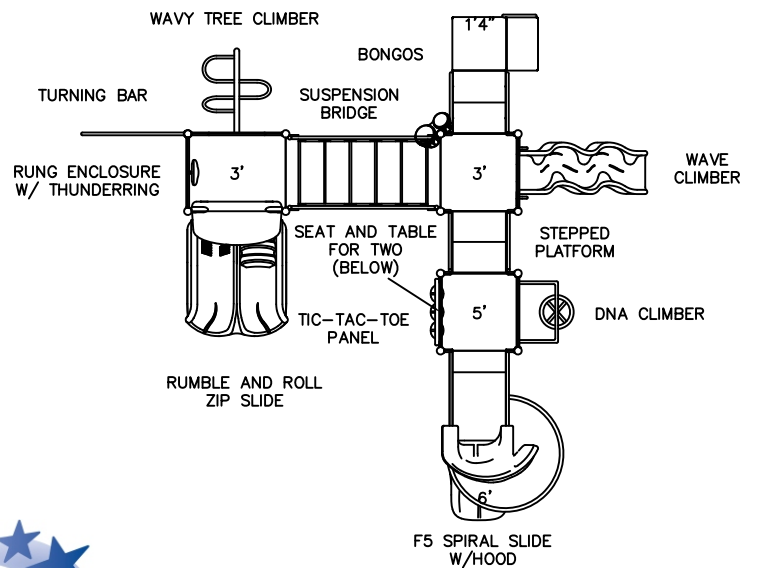 WAVY TREE CLIMBER
1'4"
BONGOS
TURNING BAR
SUSPENSION
BRIDGE
RUNG ENCLOSURE
W/ THUNDERRING
3'
3'
WAVE
CLIMBER
SEAT AND TABLE
FOR TWO
(BELOW)
STEPPED
PLATFORM
TIC-TAC-TOE
PANEL
5'
DNA CLIMBER
RUMBLE AND ROLL
ZIP SLIDE
6'
F5 SPIRAL SLIDE
W/HOOD